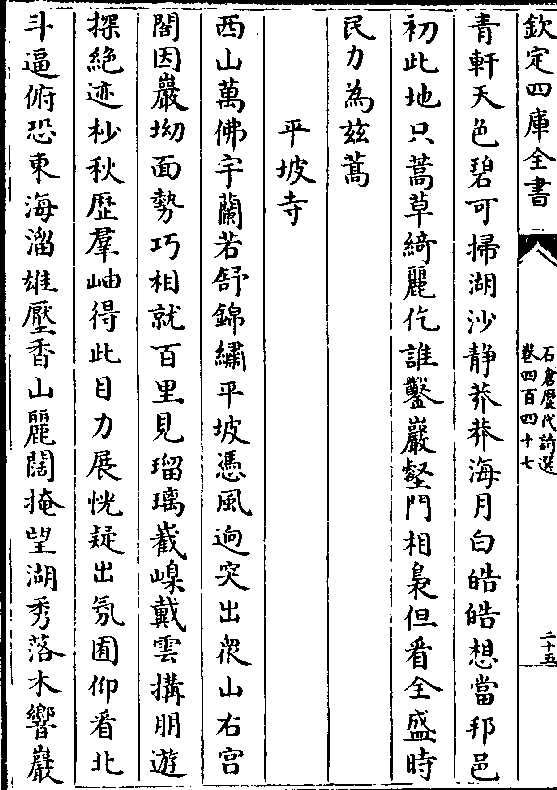 欽定四庫全書
石倉歷代詩選
卷四百四十七
二十五
青軒天色碧可掃湖沙静莽莽海月白皓皓想當邦邑
初此地只蒿草綺麗仡誰鑿巖壑門相裊但看全盛時
民力為兹蒿
平坡寺
西山萬佛宇蘭若舒錦繡平坡憑風逈突出衆山右宫
閣因巖坳面勢巧相就百里見瑠璃嶻嵲戴雲搆朋遊
探絶迹杪秋歴羣岫得此目力展恍疑出氛囿仰看北
斗逼俯恐東海溜雄壓香山麗闊掩望湖秀落木響巖